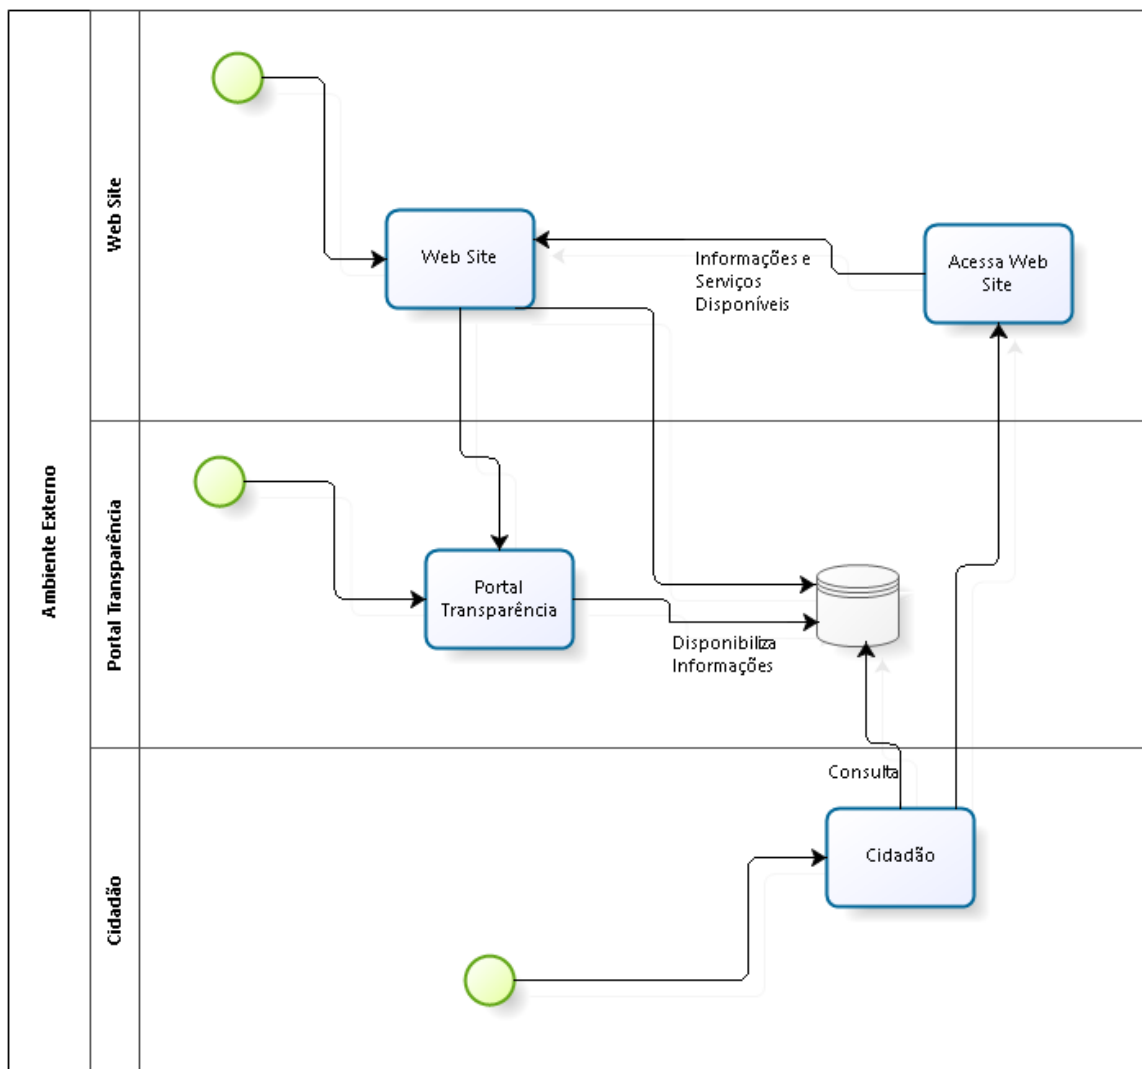 Ambiente Externo
Web Site
Web Site
Informações e
Serviços
Disponíveis
Acessa Web
Site
Portal Transparência
Portal
Transparência
Disponibiliza
Informações
Cidadão
Consulta
Cidadão